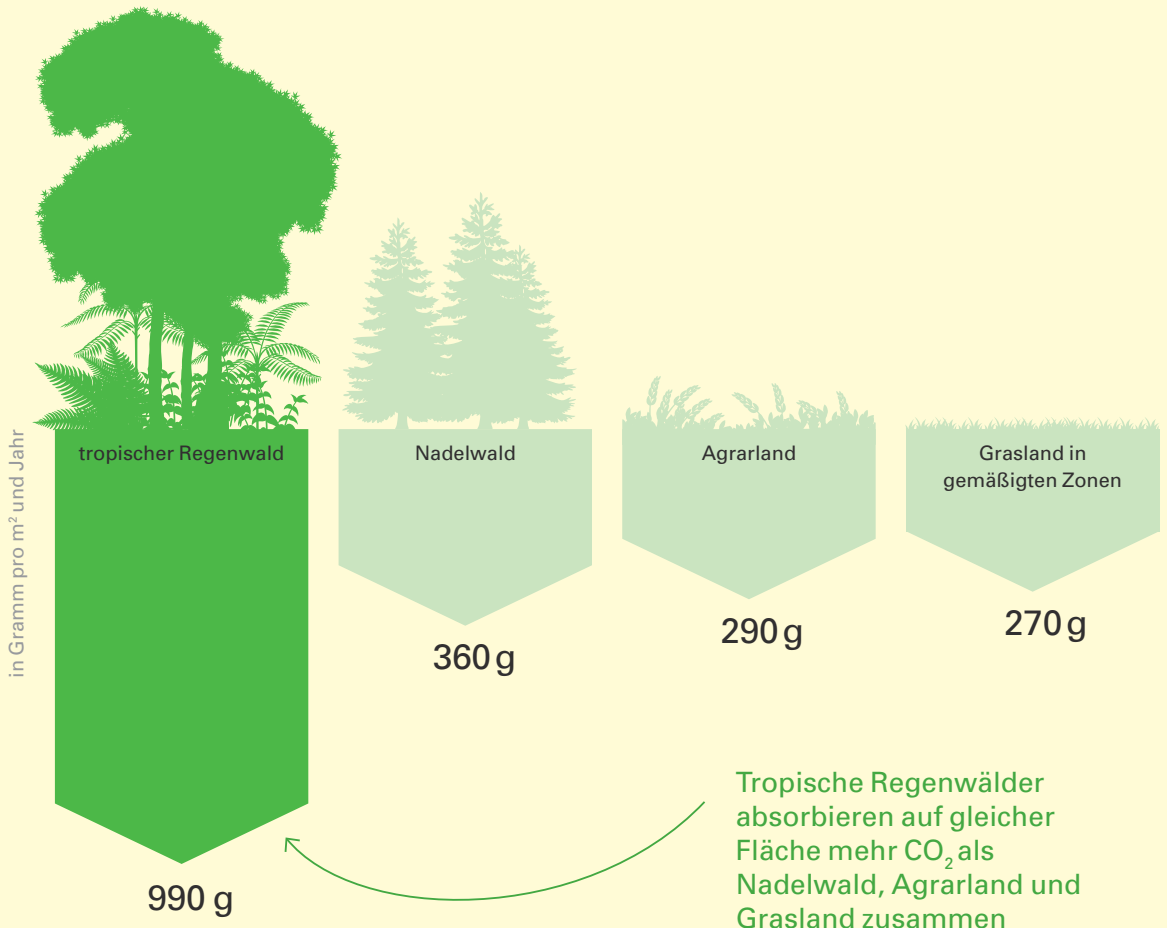 in Gramm pro m² und Jahr
tropischer Regenwald
990 g
Nadelwald
360 g
Agrarland
290 g
Grasland in
gemäßigten Zonen
270 g
Tropische Regenwälder
absorbieren auf gleicher
Fläche mehr CO₂ als
Nadelwald, Agrarland und
Grasland zusammen